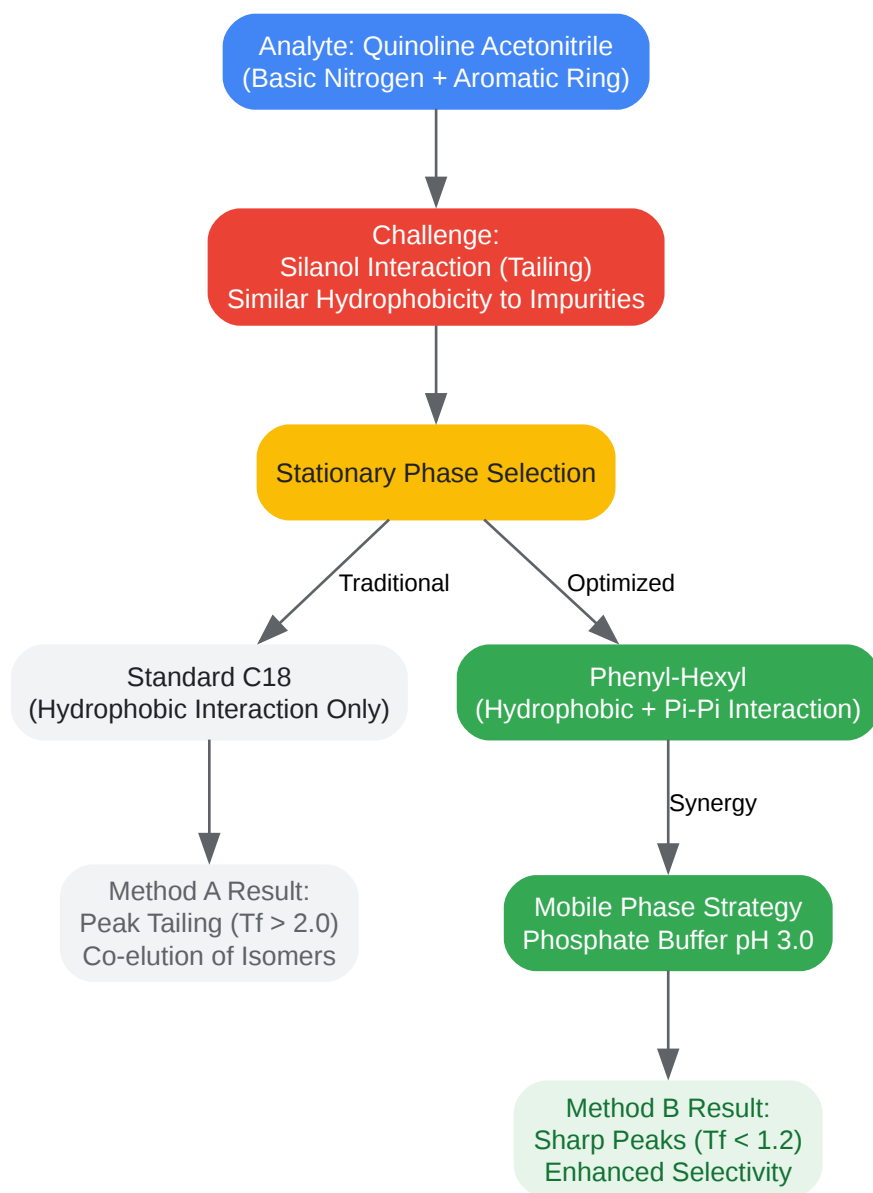 Analyte: Quinoline Acetonitrile
(Basic Nitrogen + Aromatic Ring)
Challenge:
Silanol Interaction (Tailing)
Similar Hydrophobicity to Impurities
Stationary Phase Selection
Traditional
Optimized
Standard C18
(Hydrophobic Interaction Only)
Phenyl-Hexyl
(Hydrophobic + Pi-Pi Interaction)
Synergy
Method A Result:
Peak Tailing (Tf > 2.0)
Co-elution of Isomers
Mobile Phase Strategy
Phosphate Buffer pH 3.0
Method B Result:
Sharp Peaks (Tf < 1.2)
Enhanced Selectivity